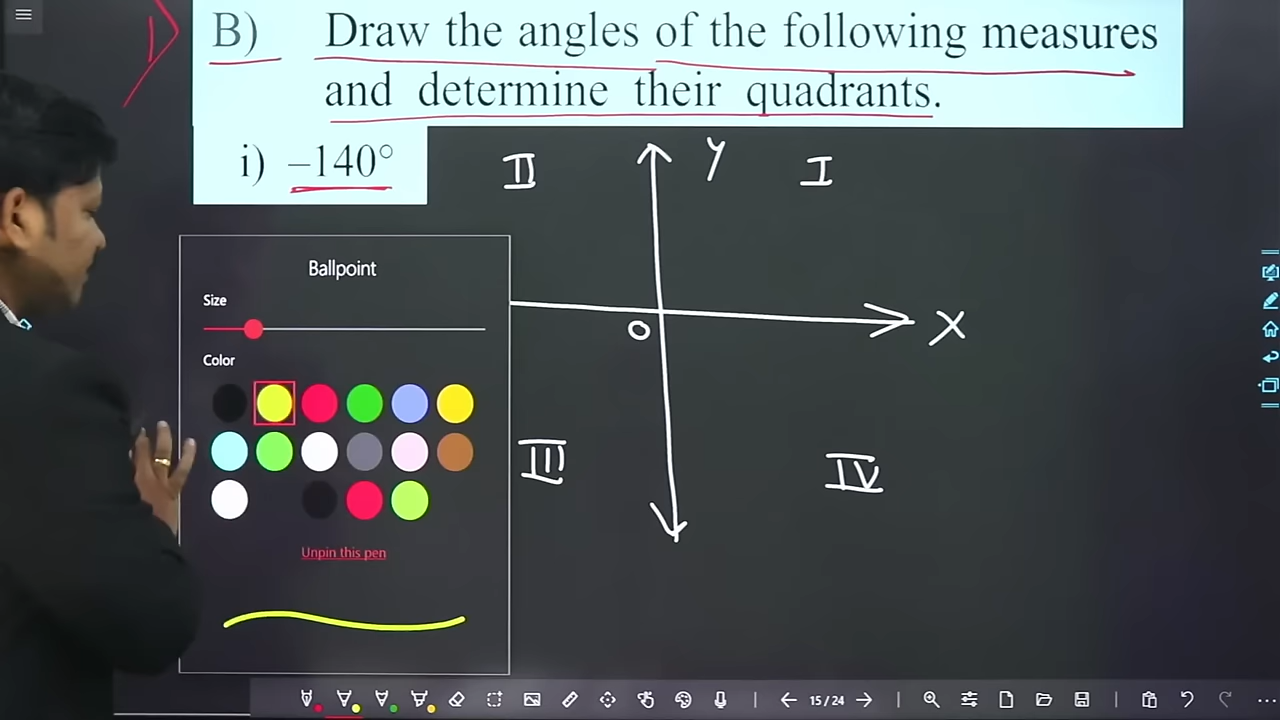 B) Draw the angles of the following measures
and determine their quadrants.
i) –140°
II
Y
I
Ballpoint
Size
O
X
Color
III
IV
Unpin this pen
15/24